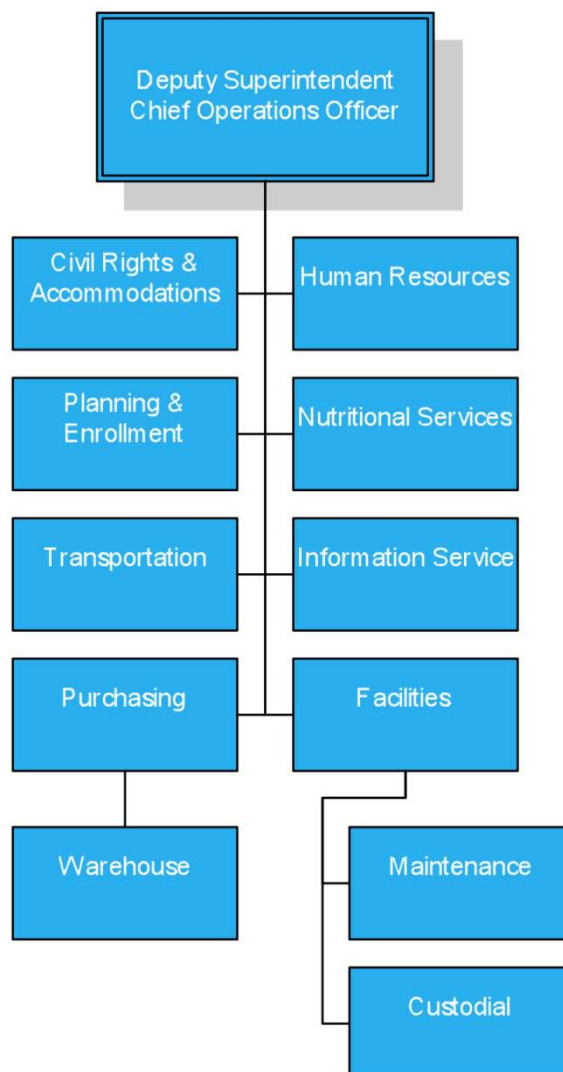 Deputy Superintendent
Chief Operations Officer
Civil Rights &
Accommodations
Human Resources
Planning &
Enrollment
Nutritional Services
Transportation
Information Service
Purchasing
Facilities
Warehouse
Maintenance
Custodial